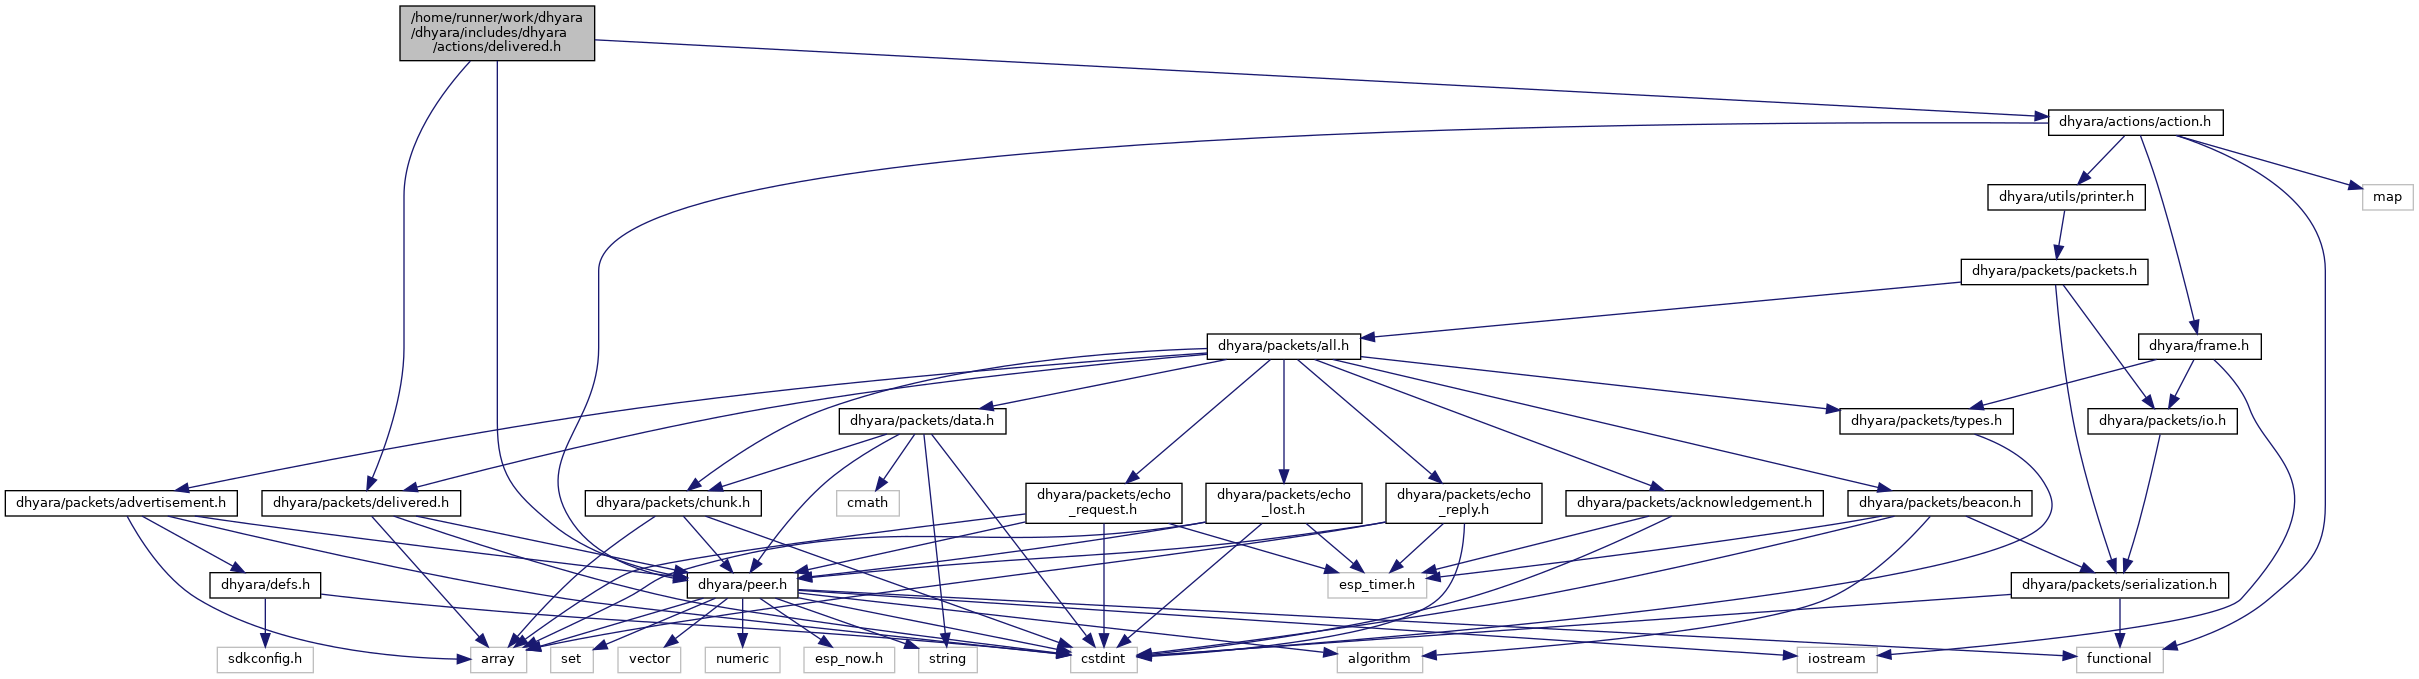 /home/runner/work/dhyara
/dhyara/includes/dhyara
/actions/delivered.h
dhyara/actions/action.h
dhyara/utils/printer.h
map
dhyara/packets/packets.h
dhyara/packets/all.h
dhyara/frame.h
dhyara/packets/data.h
dhyara/packets/types.h
dhyara/packets/io.h
dhyara/packets/advertisement.h
dhyara/packets/delivered.h
dhyara/packets/chunk.h
cmath
dhyara/packets/echo
_request.h
dhyara/packets/echo
_lost.h
dhyara/packets/echo
_reply.h
dhyara/packets/acknowledgement.h
dhyara/packets/beacon.h
dhyara/defs.h
dhyara/peer.h
esp_timer.h
dhyara/packets/serialization.h
sdkconfig.h
array
set
vector
numeric
esp_now.h
string
cstdint
algorithm
iostream
functional